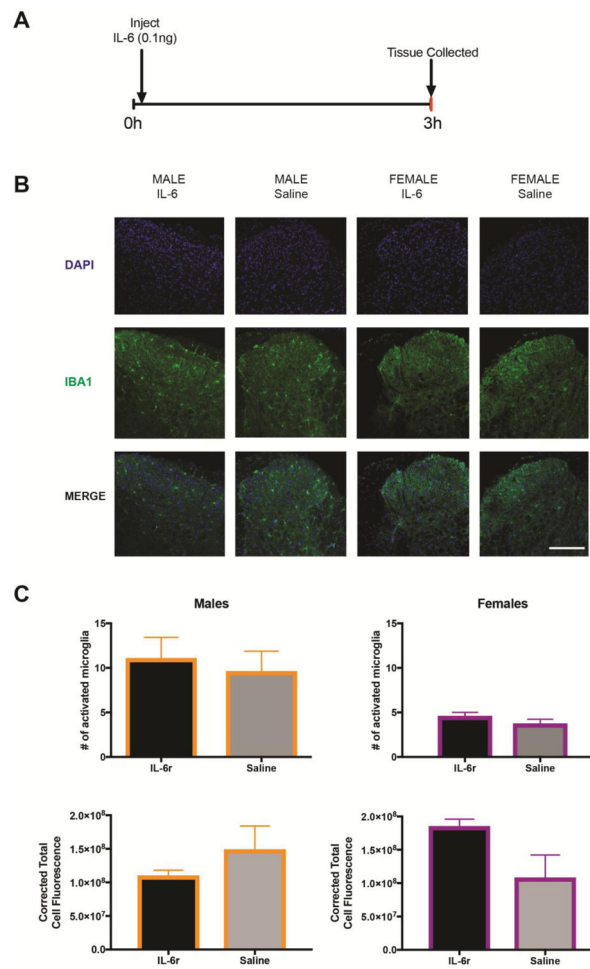 A
Inject
IL-6 (0.1ng)
Tissue Collected
0h
3h
B
MALE
IL-6
MALE
Saline
FEMALE
IL-6
FEMALE
Saline
DAPI
IBA1
MERGE
C
Males
Females
# of activated microglia
15
10
5
0
IL-6r
Saline
# of activated microglia
15
10
5
0
IL-6r
Saline
Corrected Total
Cell Fluorescence
2.0×10⁸
1.5×10⁸
1.0×10⁸
5.0×10⁷
0.0
IL-6r
Saline
Corrected Total
Cell Fluorescence
2.0×10⁸
1.5×10⁸
1.0×10⁸
5.0×10⁷
0.0
IL-6r
Saline